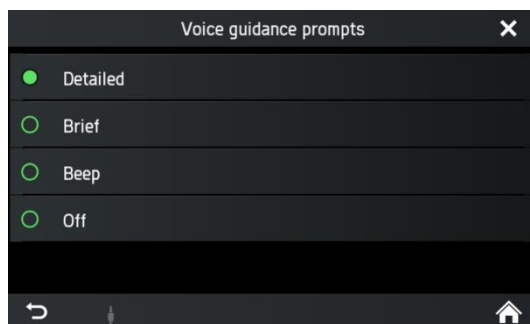 Voice guidance prompts
Detailed
Brief
Beep
Off